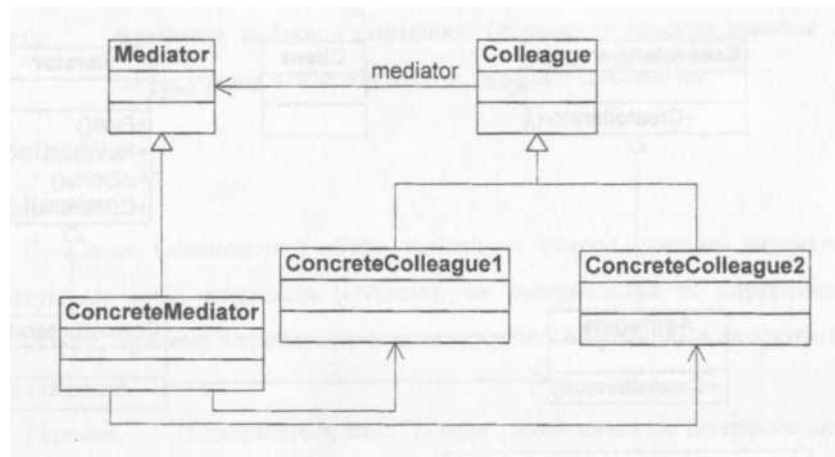 Mediator
Colleague
mediator
ConcreteColleague1
ConcreteColleague2
ConcreteMediator